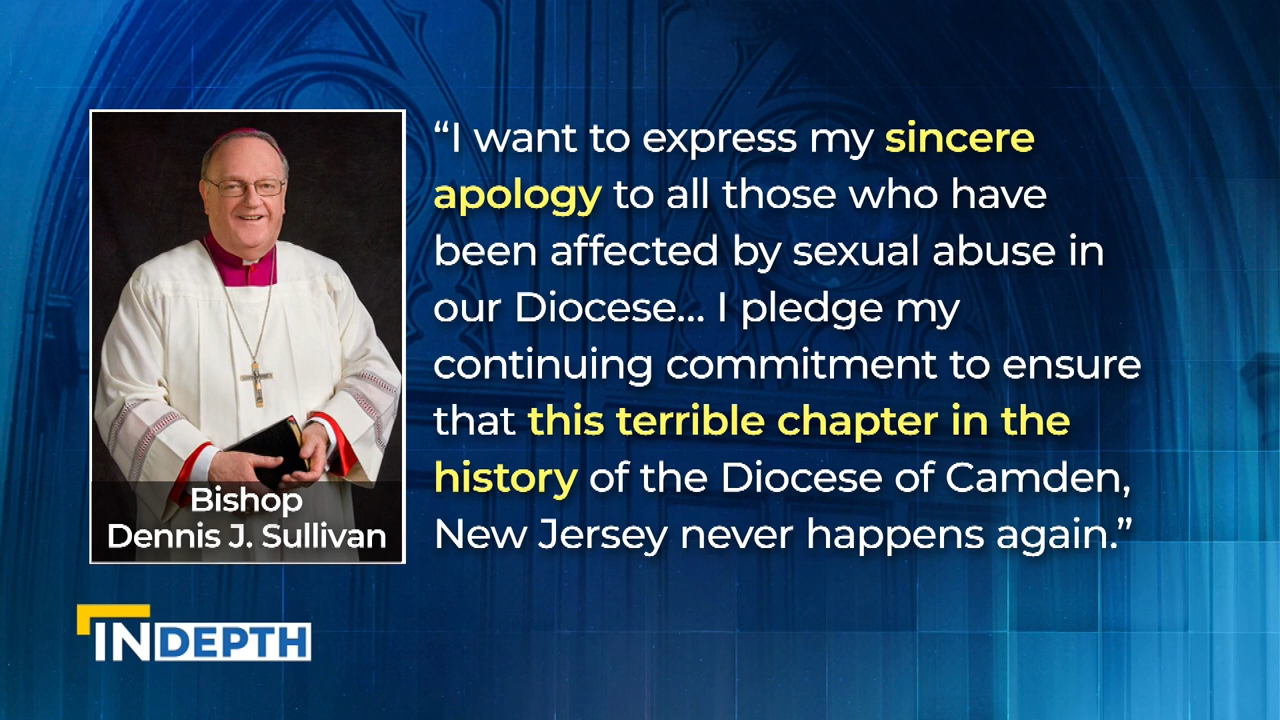 “I want to express my sincere
apology to all those who have
been affected by sexual abuse in
our Diocese... I pledge my
continuing commitment to ensure
that this terrible chapter in the
history of the Diocese of Camden,
New Jersey never happens again.”
Bishop
Dennis J. Sullivan
INDEPTH